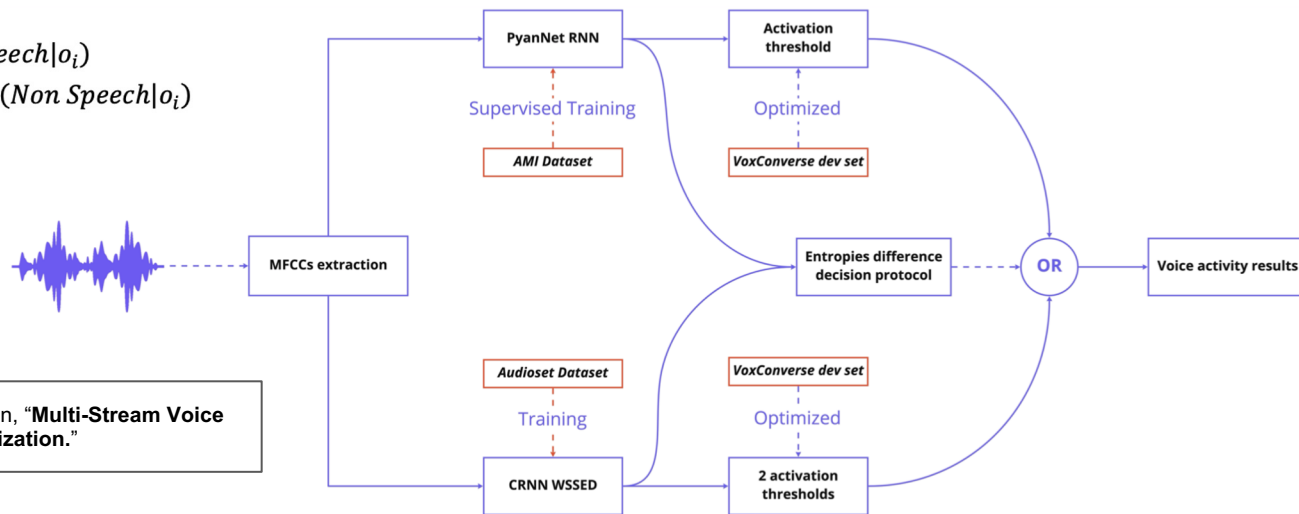 eech|o_i)
(Non Speech|o_i)
PyanNet RNN
Activation
threshold
Supervised Training
Optimized
AMI Dataset
VoxConverse dev set
MFCCs extraction
Entropies difference
decision protocol
OR
Voice activity results
Audioset Dataset
VoxConverse dev set
Training
Optimized
n, “Multi-Stream Voice
ization.”
CRNN WSSED
2 activation
thresholds